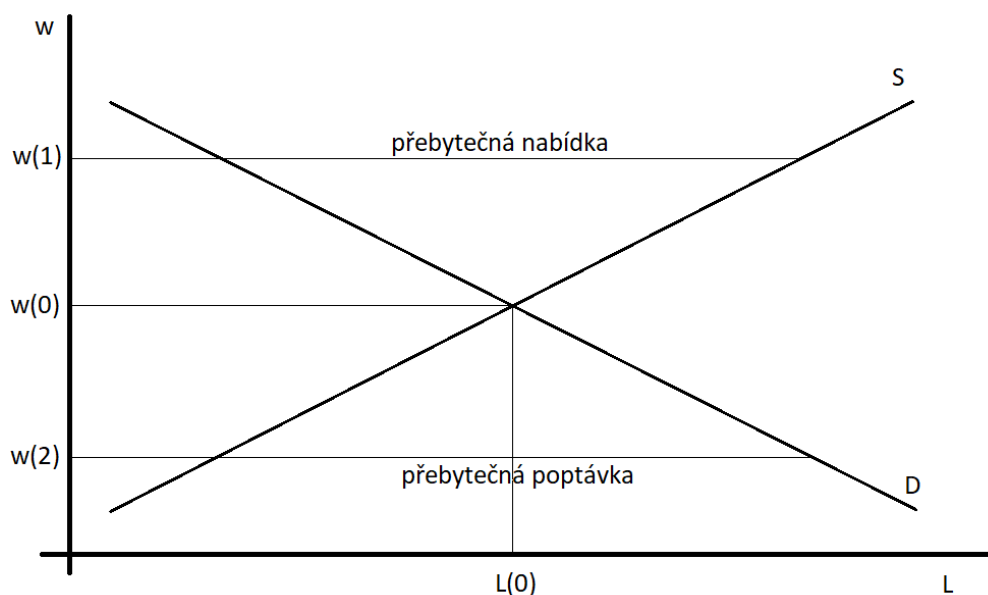 w
S
přebytečná nabídka
w(1)
w(0)
w(2)
přebytečná poptávka
D
L(0)
L